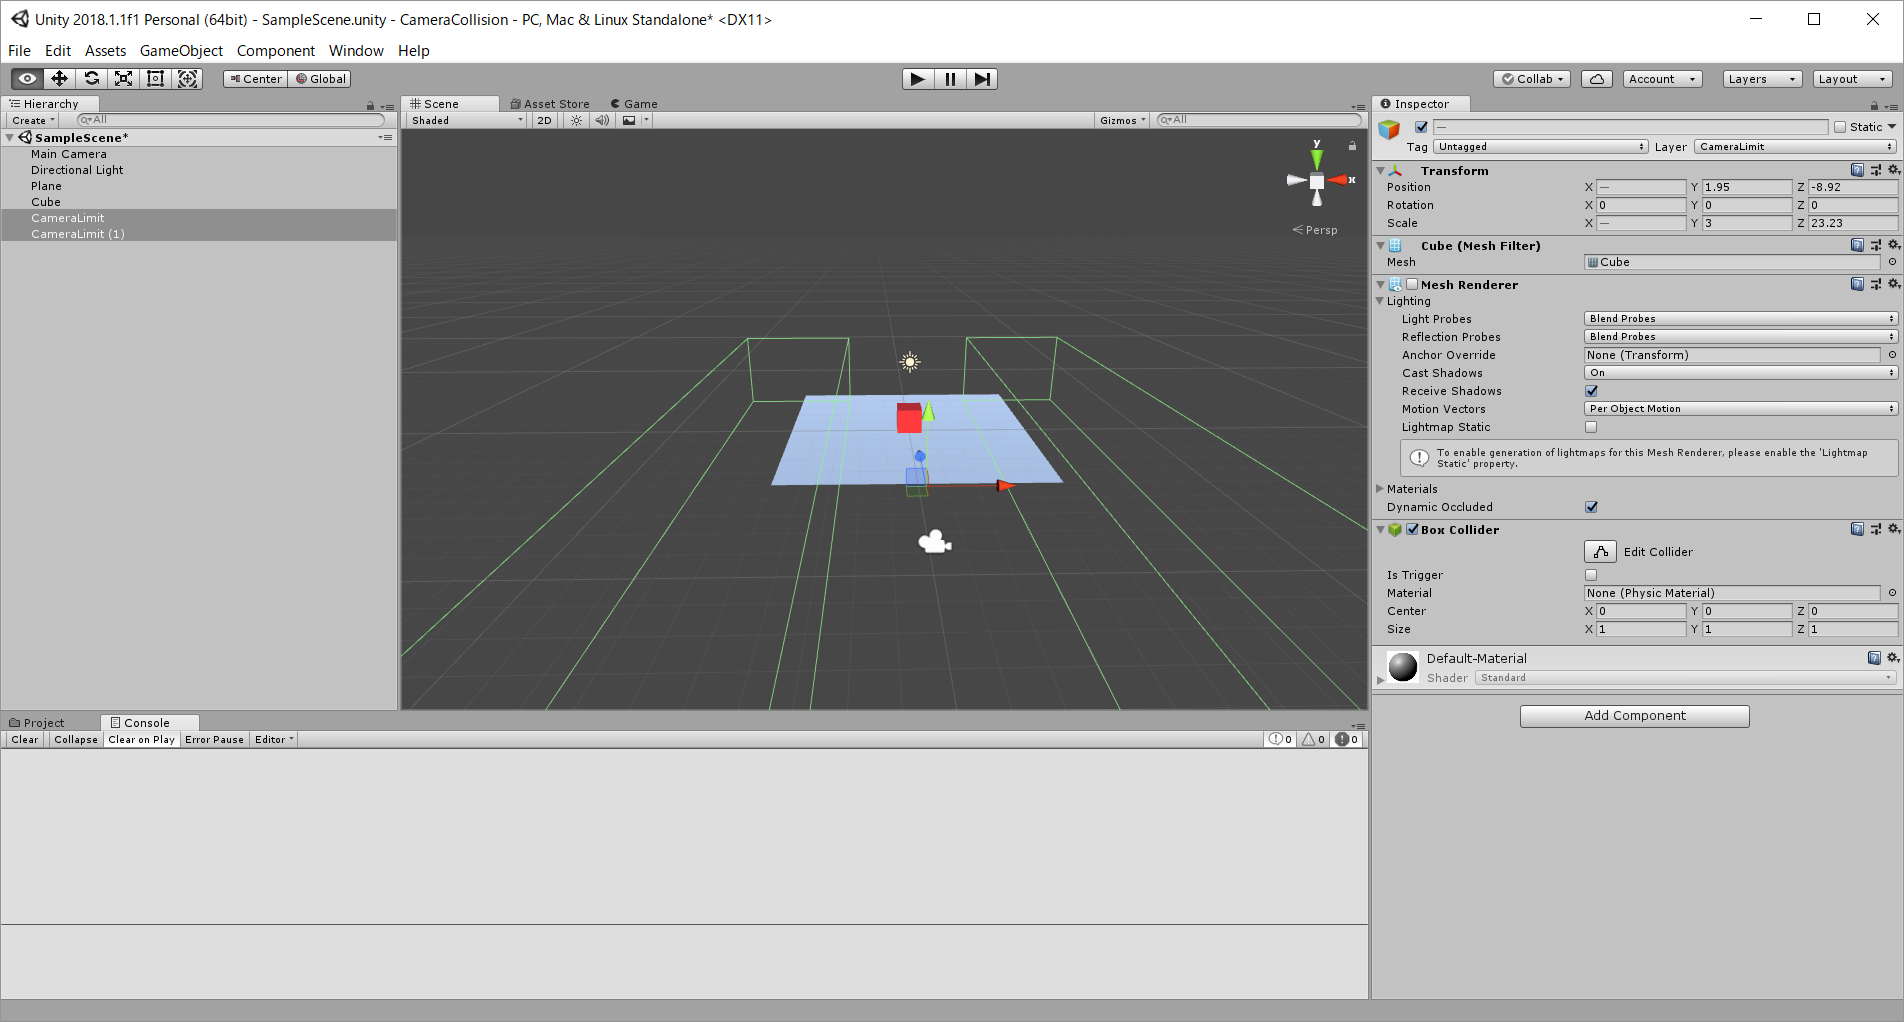 Unity 2018.1.1f1 Personal (64bit) - SampleScene.unity - CameraCollision - PC, Mac & Linux Standalone* <DX11>
File Edit Assets GameObject Component Window Help
Center Global Collab Account Layers Layout
Hierarchy
Create All
SampleScene*
Main Camera
Directional Light
Plane
Cube
CameraLimit
CameraLimit (1)
Scene Asset Store Game
Shaded 2D Gizmos All
y
x
Persp
Project Console
Clear Collapse Clear on Play Error Pause Editor 0 0 0
Inspector
— Static
Tag Untagged Layer CameraLimit
Transform
Position X — Y 1.95 Z -8.92
Rotation X 0 Y 0 Z 0
Scale X — Y 3 Z 23.23
Cube (Mesh Filter)
Mesh Cube
Mesh Renderer
Lighting
Light Probes Blend Probes
Reflection Probes Blend Probes
Anchor Override None (Transform)
Cast Shadows On
Receive Shadows
Motion Vectors Per Object Motion
Lightmap Static
To enable generation of lightmaps for this Mesh Renderer, please enable the 'Lightmap
Static' property.
Materials
Dynamic Occluded
Box Collider
Edit Collider
Is Trigger
Material None (Physic Material)
Center X 0 Y 0 Z 0
Size X 1 Y 1 Z 1
Default-Material
Shader Standard
Add Component